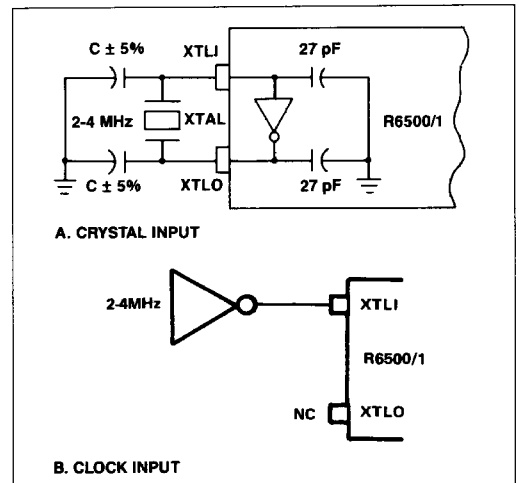 C ± 5%
XTLI
27 pF
2-4 MHz
XTAL
R6500/1
C ± 5%
XTLO
27 pF
A. CRYSTAL INPUT
2-4MHz
XTLI
R6500/1
NC
XTLO
B. CLOCK INPUT